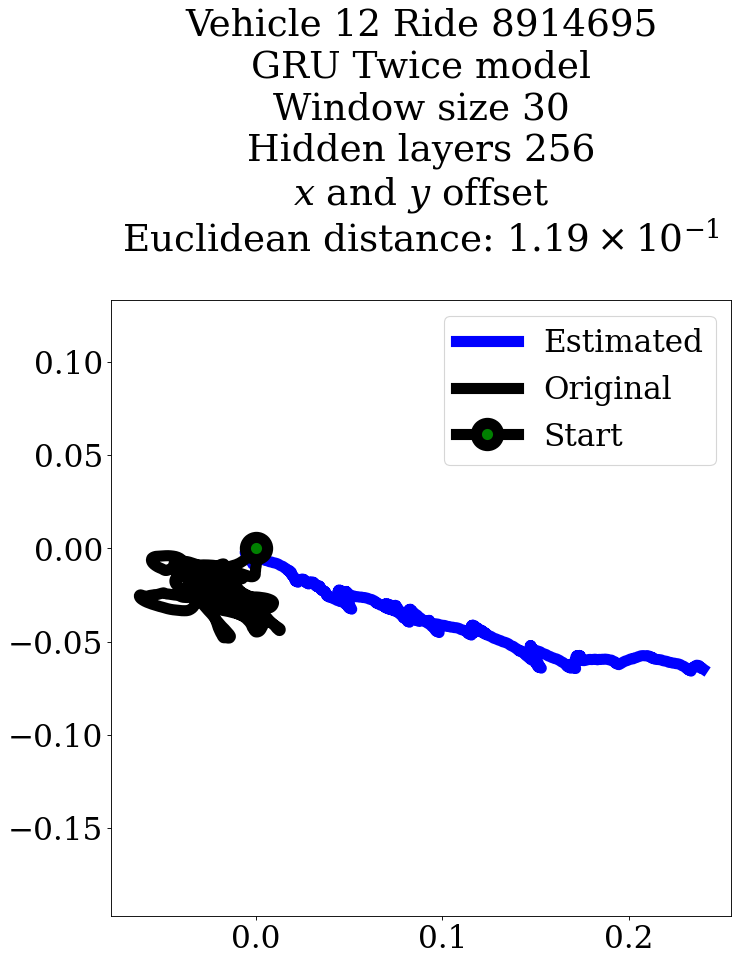 Vehicle 12 Ride 8914695
GRU Twice model
Window size 30
Hidden layers 256
x and y offset
Euclidean distance: 1.19 × 10⁻¹
Estimated
Original
Start
0.10
0.05
0.00
−0.05
−0.10
−0.15
0.0
0.1
0.2